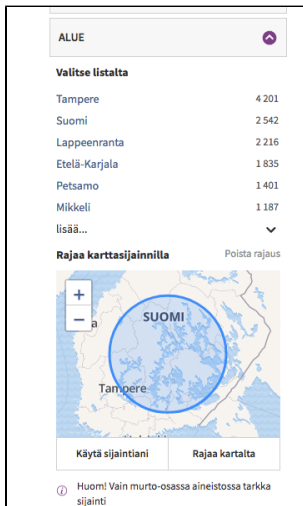 ALUE
Valitse listalta
Tampere 4 201
Suomi 2 542
Lappeenranta 2 216
Etelä-Karjala 1 835
Petsamo 1 401
Mikkeli 1 187
lisää...
Rajaa karttasijainnilla Poista rajaus
+
−
a
SUOMI
Tampere
Käytä sijaintiani Rajaa kartalta
i Huom! Vain murto-osassa aineistossa tarkka
sijainti